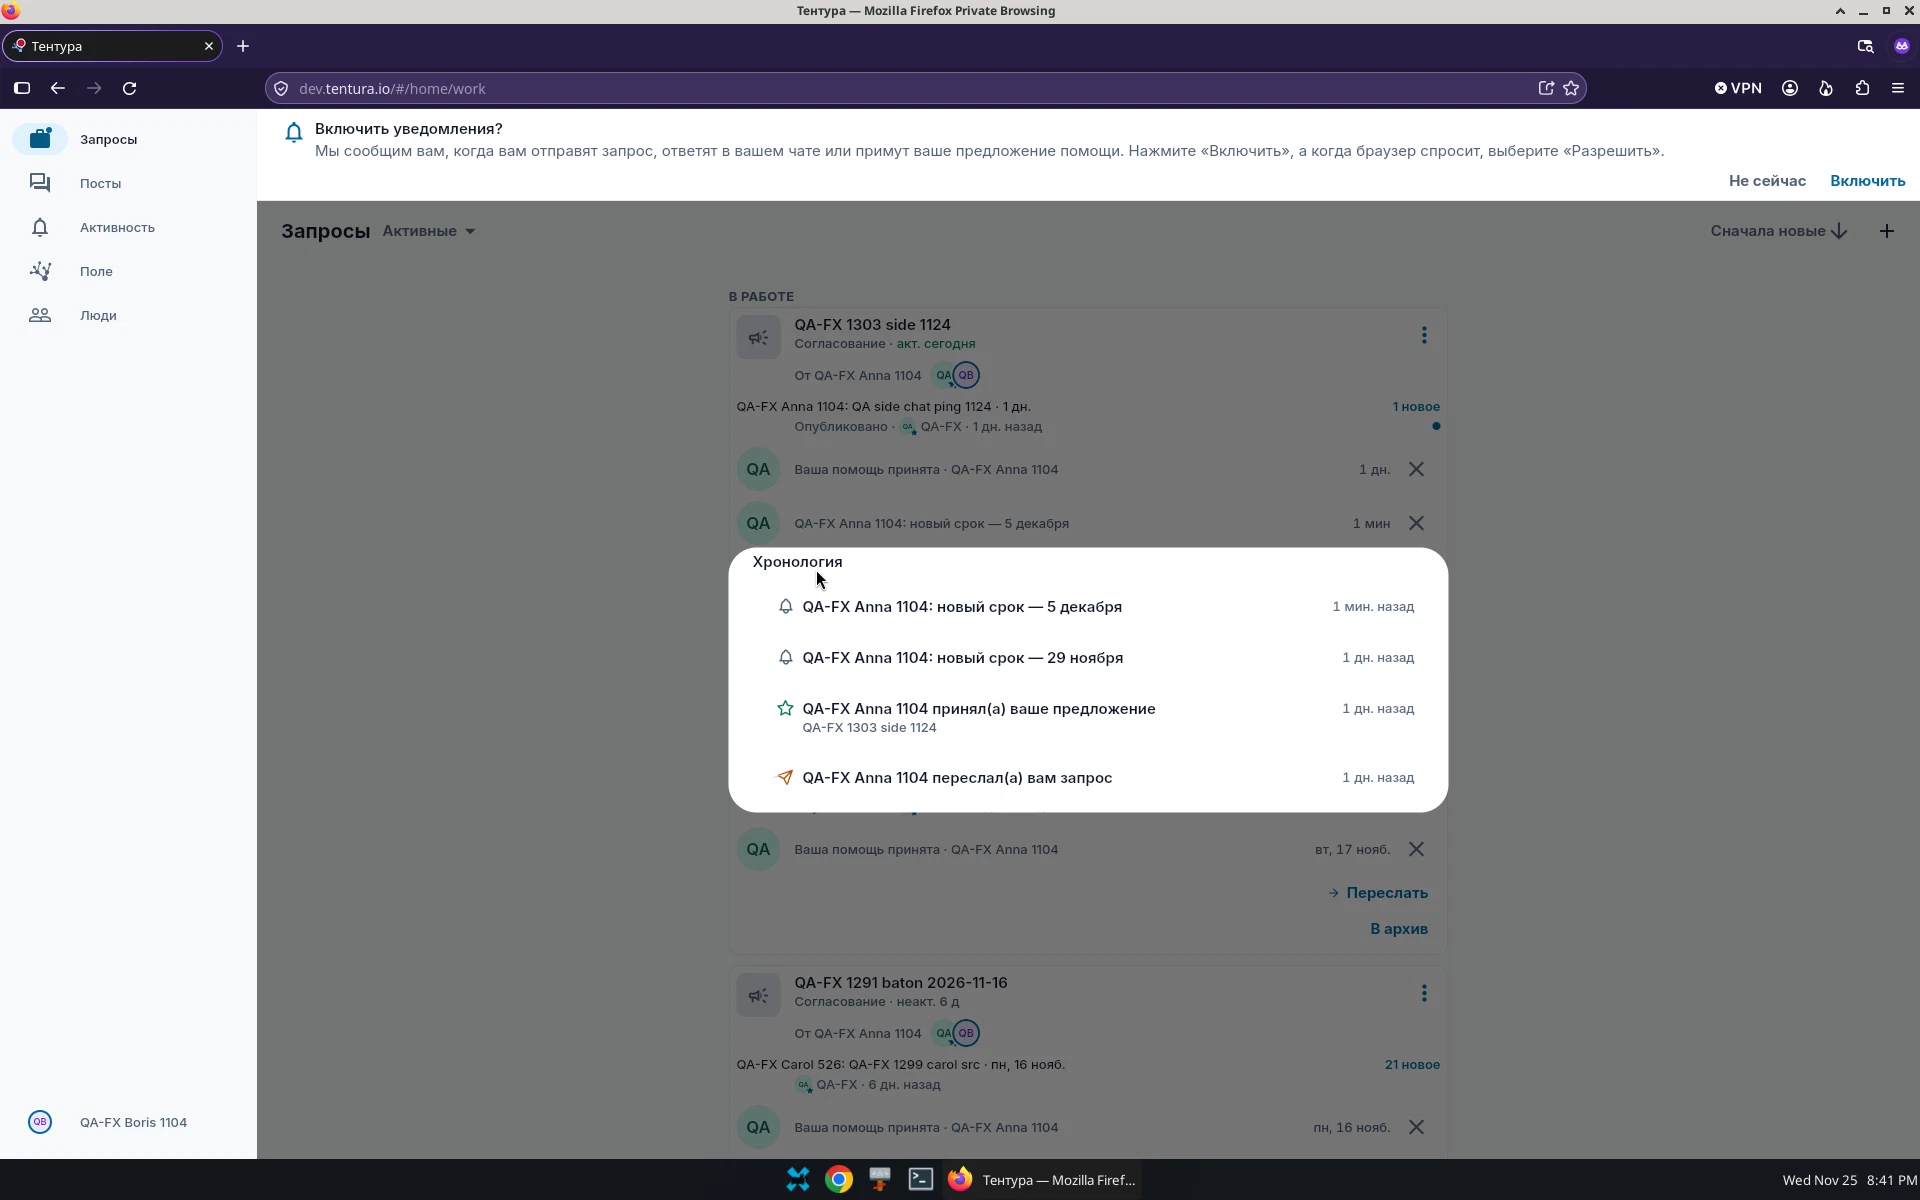 Тентура — Mozilla Firefox Private Browsing
Тентура
dev.tentura.io/#/home/work
VPN
Запросы
Посты
Активность
Поле
Люди
QB
QA-FX Boris 1104
Включить уведомления?
Мы сообщим вам, когда вам отправят запрос, ответят в вашем чате или примут ваше предложение помощи. Нажмите «Включить», а когда браузер спросит, выберите «Разрешить».
Не сейчас Включить
Запросы Активные
Сначала новые
В РАБОТЕ
QA-FX 1303 side 1124
Согласование · акт. сегодня
От QA-FX Anna 1104 QA QB
QA-FX Anna 1104: QA side chat ping 1124 · 1 дн. 1 новое
Опубликовано · QA QA-FX · 1 дн. назад
QA Ваша помощь принята · QA-FX Anna 1104 1 дн.
QA QA-FX Anna 1104: новый срок — 5 декабря 1 мин
Хронология
QA-FX Anna 1104: новый срок — 5 декабря 1 мин. назад
QA-FX Anna 1104: новый срок — 29 ноября 1 дн. назад
QA-FX Anna 1104 принял(а) ваше предложение 1 дн. назад
QA-FX 1303 side 1124
QA-FX Anna 1104 переслал(а) вам запрос 1 дн. назад
QA Ваша помощь принята · QA-FX Anna 1104 вт, 17 нояб.
Переслать
В архив
QA-FX 1291 baton 2026-11-16
Согласование · неакт. 6 д
От QA-FX Anna 1104 QA QB
QA-FX Carol 526: QA-FX 1299 carol src · пн, 16 нояб. 21 новое
QA QA-FX · 6 дн. назад
QA Ваша помощь принята · QA-FX Anna 1104 пн, 16 нояб.
Тентура — Mozilla Firef...
Wed Nov 25 8:41 PM